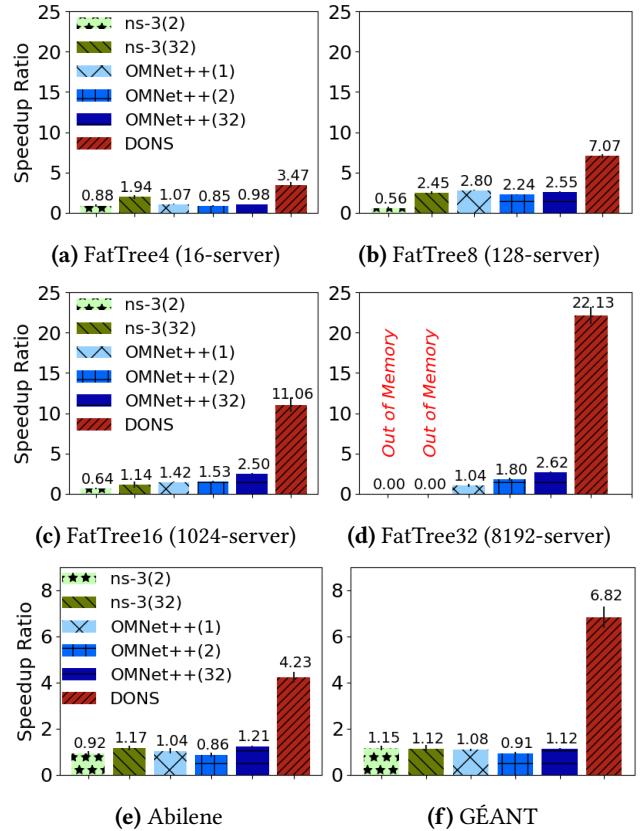 25
20
15
10
5
0
Speedup Ratio
ns-3(2)
ns-3(32)
OMNet++(1)
OMNet++(2)
OMNet++(32)
DONS
0.88
1.94
1.07
0.85
0.98
3.47
(a) FatTree4 (16-server)
25
20
15
10
5
0
0.56
2.45
2.80
2.24
2.55
7.07
(b) FatTree8 (128-server)
25
20
15
10
5
0
Speedup Ratio
ns-3(2)
ns-3(32)
OMNet++(1)
OMNet++(2)
OMNet++(32)
DONS
0.64
1.14
1.42
1.53
2.50
11.06
(c) FatTree16 (1024-server)
25
20
15
10
5
0
Out of Memory
Out of Memory
0.00
0.00
1.04
1.80
2.62
22.13
(d) FatTree32 (8192-server)
8
6
4
2
0
Speedup Ratio
ns-3(2)
ns-3(32)
OMNet++(1)
OMNet++(2)
OMNet++(32)
DONS
0.92
1.17
1.04
0.86
1.21
4.23
(e) Abilene
8
6
4
2
0
1.15
1.12
1.08
0.91
1.12
6.82
(f) GÉANT